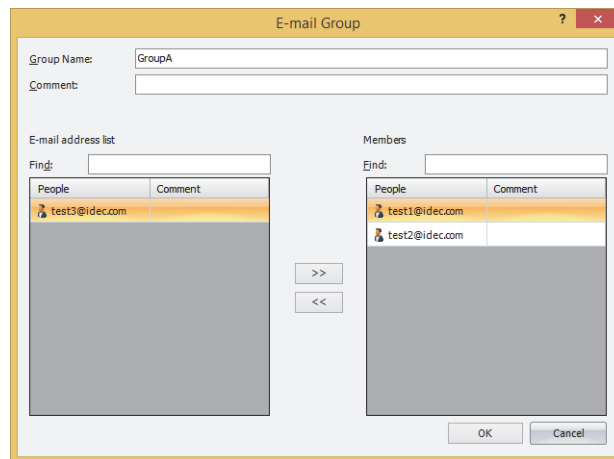 E-mail Group
?
Group Name: GroupA
Comment:
E-mail address list
Members
Find:
Find:
People Comment
People Comment
test3@idec.com
test1@idec.com
test2@idec.com
>>
<<
OK Cancel